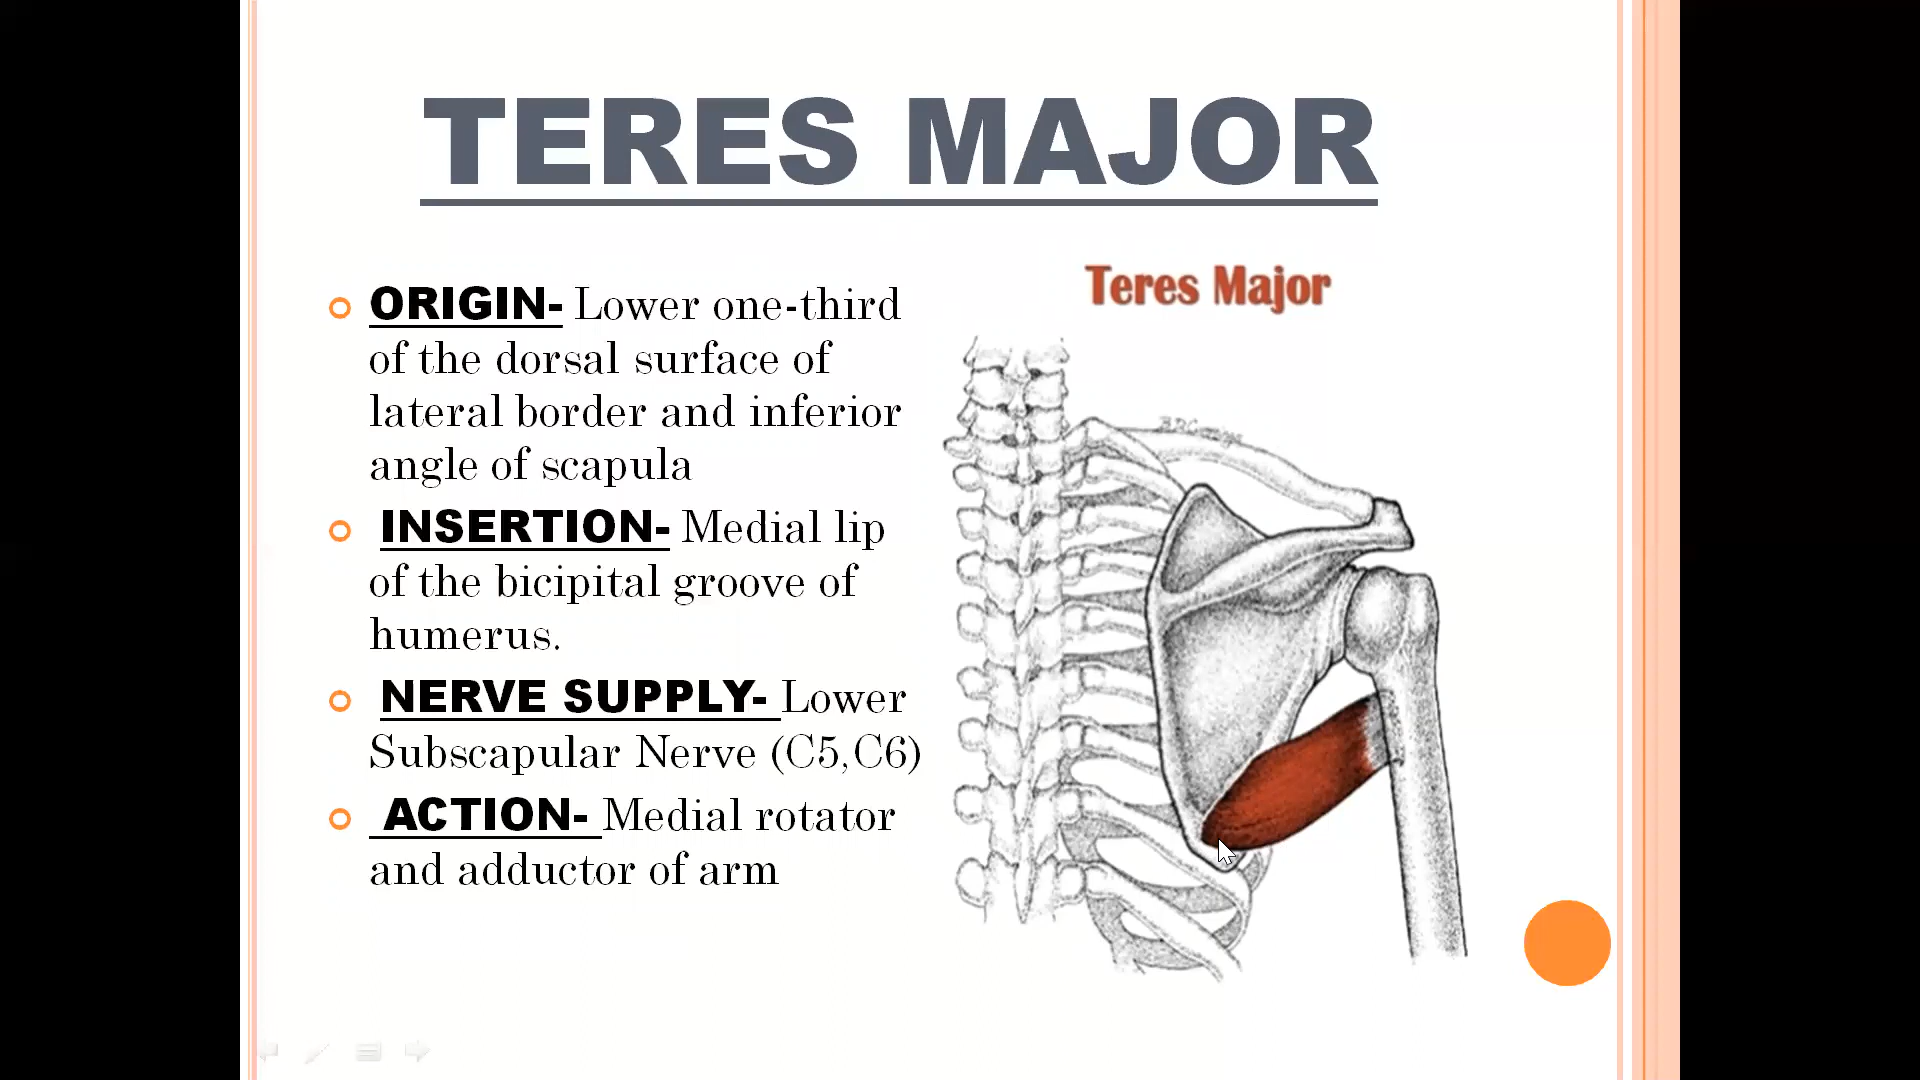 TERES MAJOR
ORIGIN- Lower one-third
of the dorsal surface of
lateral border and inferior
angle of scapula
INSERTION- Medial lip
of the bicipital groove of
humerus.
NERVE SUPPLY- Lower
Subscapular Nerve (C5,C6)
ACTION- Medial rotator
and adductor of arm
Teres Major